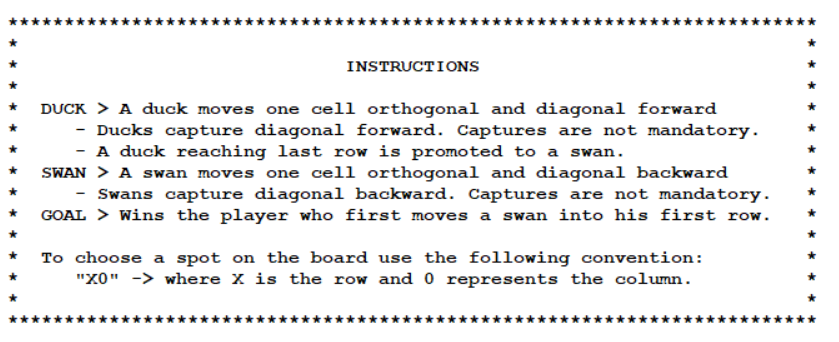 ************************************************************************
* *
* INSTRUCTIONS *
* *
* DUCK > A duck moves one cell orthogonal and diagonal forward *
* - Ducks capture diagonal forward. Captures are not mandatory. *
* - A duck reaching last row is promoted to a swan. *
* SWAN > A swan moves one cell orthogonal and diagonal backward *
* - Swans capture diagonal backward. Captures are not mandatory. *
* GOAL > Wins the player who first moves a swan into his first row. *
* *
* To choose a spot on the board use the following convention: *
* "X0" -> where X is the row and 0 represents the column. *
* *
************************************************************************